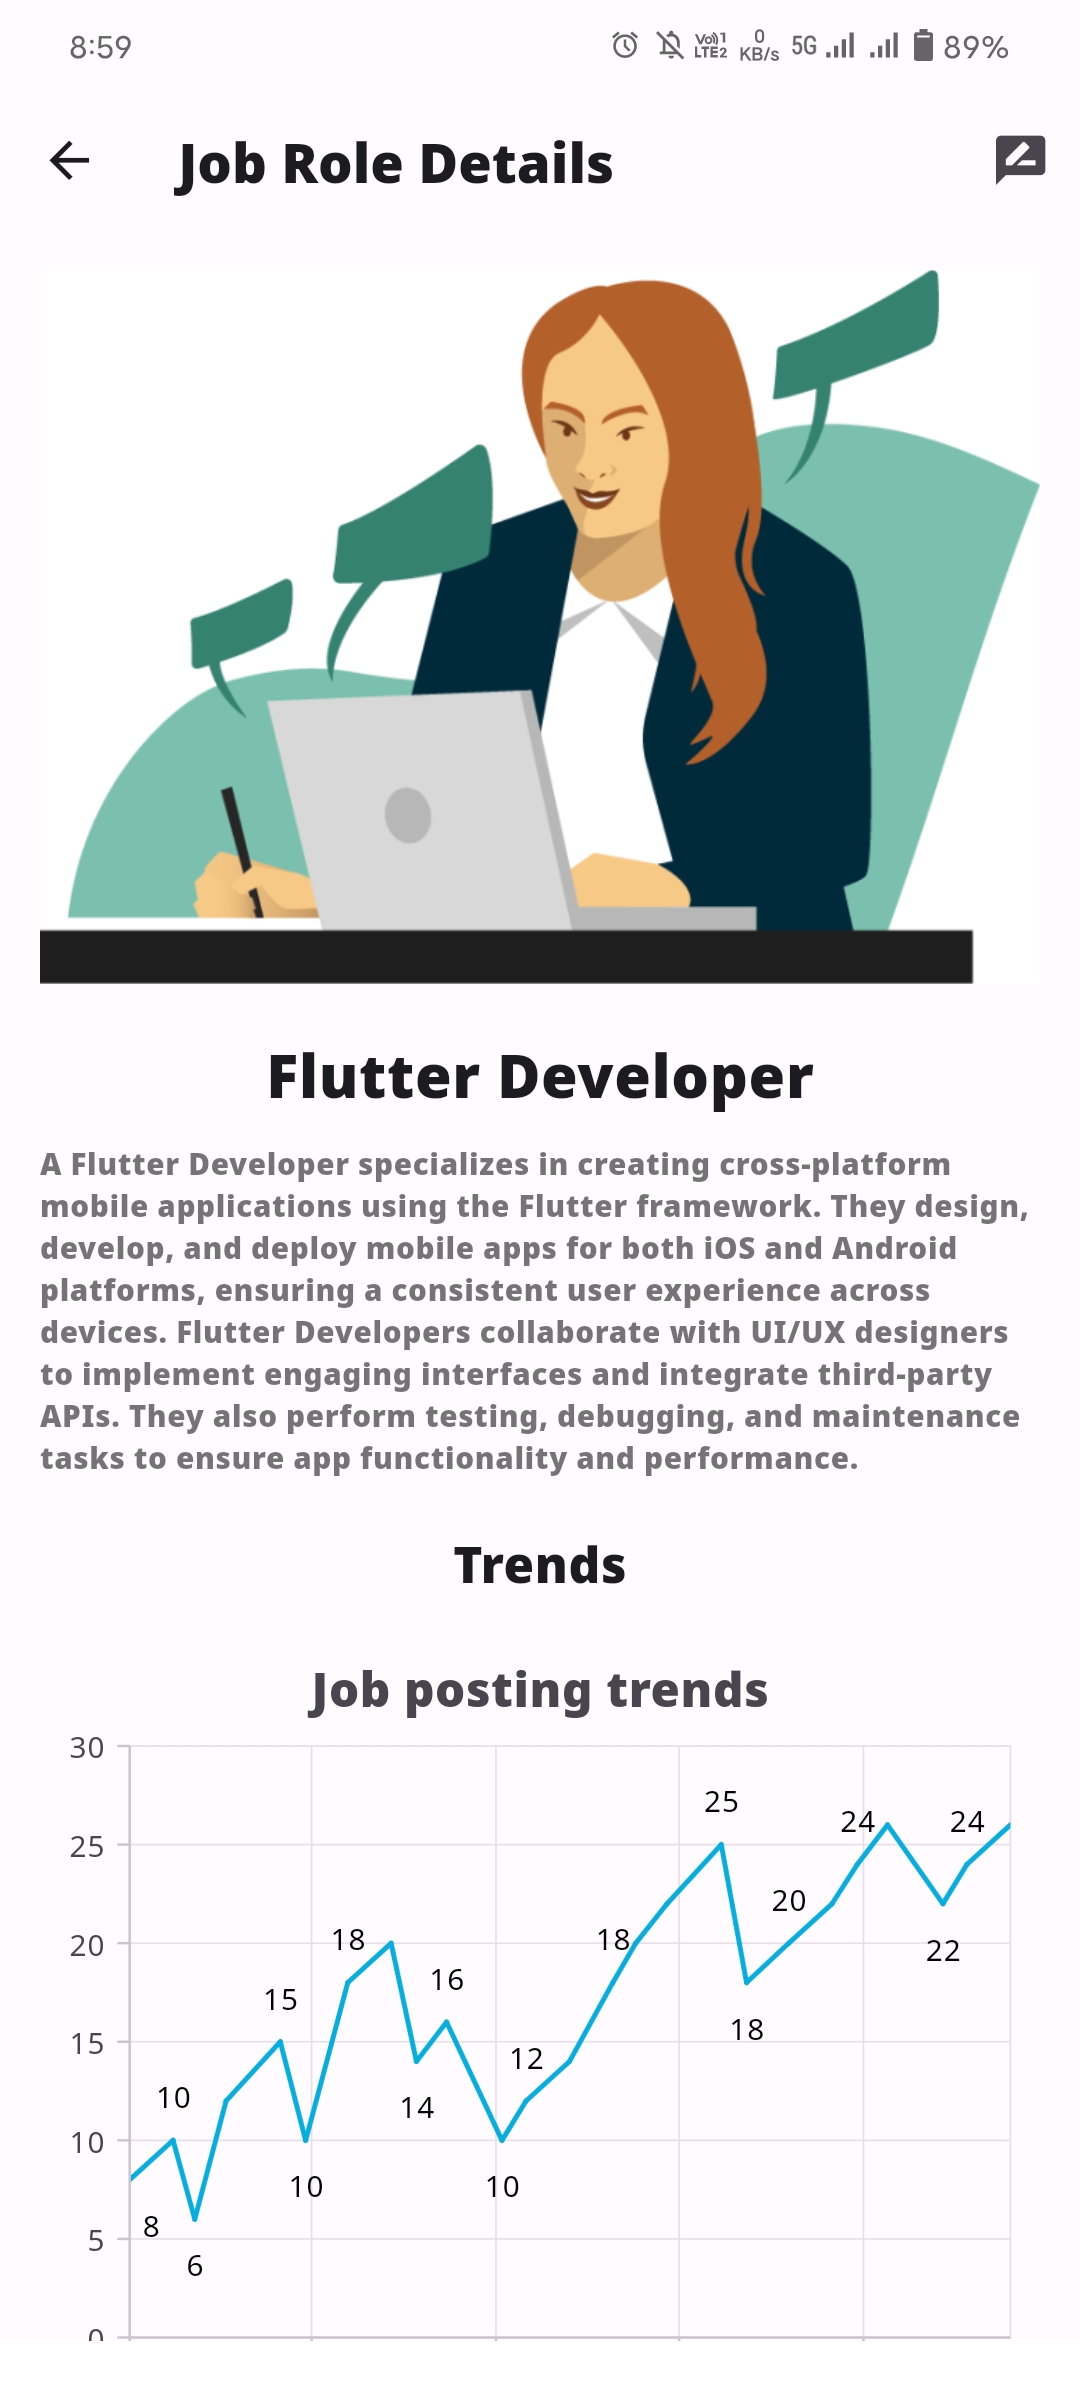 8:59
Vo))1
LTE2
0
KB/s
5G
89%
Job Role Details
Flutter Developer
A Flutter Developer specializes in creating cross-platform
mobile applications using the Flutter framework. They design,
develop, and deploy mobile apps for both iOS and Android
platforms, ensuring a consistent user experience across
devices. Flutter Developers collaborate with UI/UX designers
to implement engaging interfaces and integrate third-party
APIs. They also perform testing, debugging, and maintenance
tasks to ensure app functionality and performance.
Trends
Job posting trends
30
25
24 24
25
20
18 18
20
22
16
15
18
15
12
10
14
10
10 10
8
5
6
0